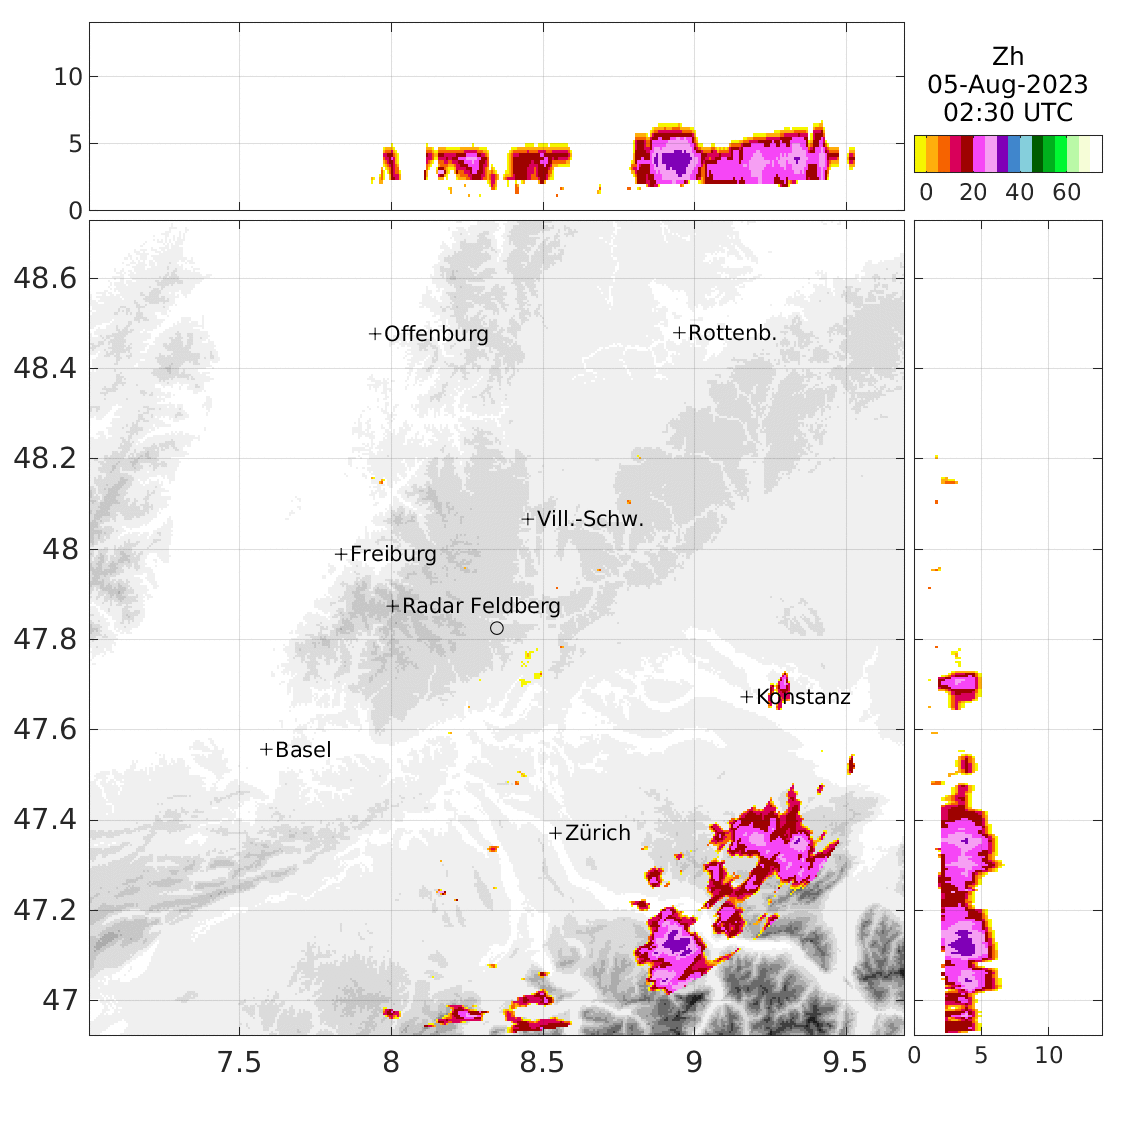 10
5
0
Zh
05-Aug-2023
02:30 UTC
0 20 40 60
48.6
48.4
48.2
48
47.8
47.6
47.4
47.2
47
Offenburg
Rottenb.
Vill.-Schw.
Freiburg
Radar Feldberg
Konstanz
Basel
Zürich
7.5 8 8.5 9 9.5
0 5 10